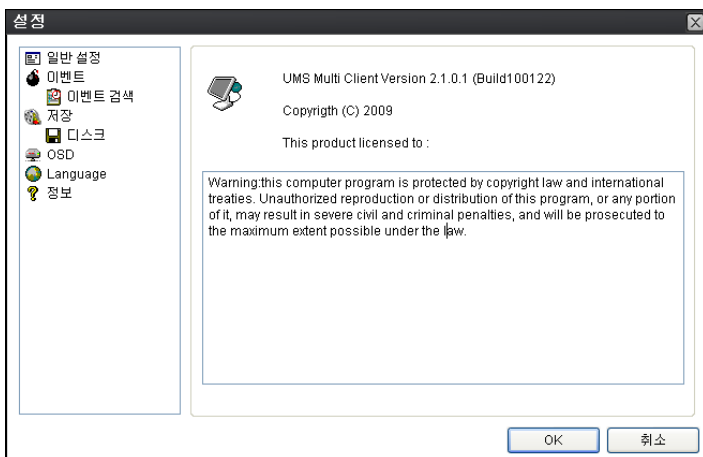 설정
일반 설정
이벤트
이벤트 검색
저장
디스크
OSD
Language
정보
UMS Multi Client Version 2.1.0.1 (Build100122)
Copyrigth (C) 2009
This product licensed to :
Warning:this computer program is protected by copyright law and international
treaties. Unauthorized reproduction or distribution of this program, or any portion
of it, may result in severe civil and criminal penalties, and will be prosecuted to
the maximum extent possible under the law.
OK
취소